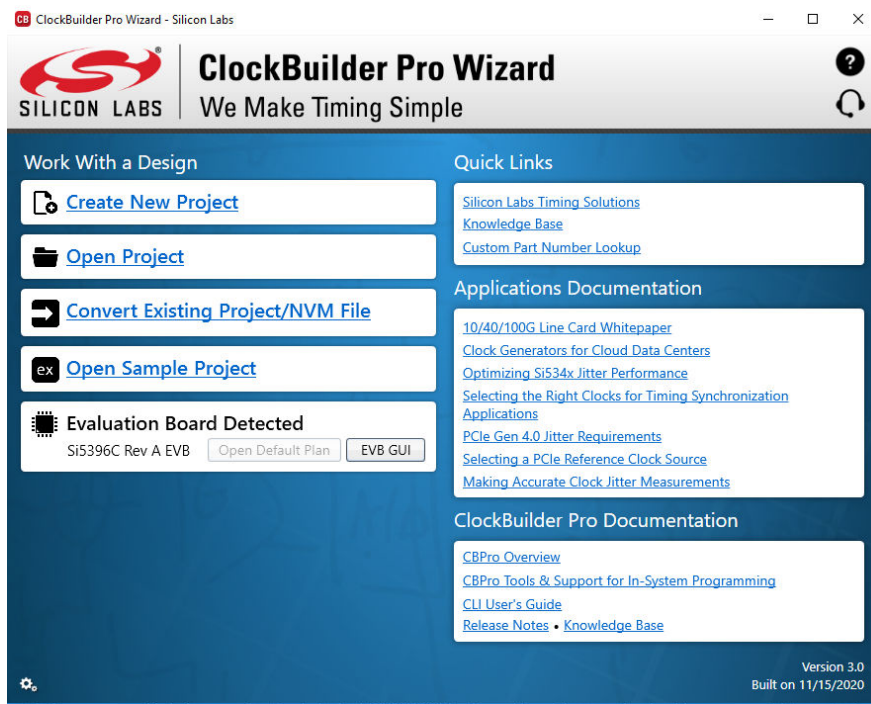 CB ClockBuilder Pro Wizard - Silicon Labs
SILICON LABS
®
ClockBuilder Pro Wizard
We Make Timing Simple
?
Work With a Design
Create New Project
Open Project
Convert Existing Project/NVM File
ex Open Sample Project
Evaluation Board Detected
Si5396C Rev A EVB Open Default Plan EVB GUI
Quick Links
Silicon Labs Timing Solutions
Knowledge Base
Custom Part Number Lookup
Applications Documentation
10/40/100G Line Card Whitepaper
Clock Generators for Cloud Data Centers
Optimizing Si534x Jitter Performance
Selecting the Right Clocks for Timing Synchronization
Applications
PCIe Gen 4.0 Jitter Requirements
Selecting a PCIe Reference Clock Source
Making Accurate Clock Jitter Measurements
ClockBuilder Pro Documentation
CBPro Overview
CBPro Tools & Support for In-System Programming
CLI User's Guide
Release Notes • Knowledge Base
Version 3.0
Built on 11/15/2020